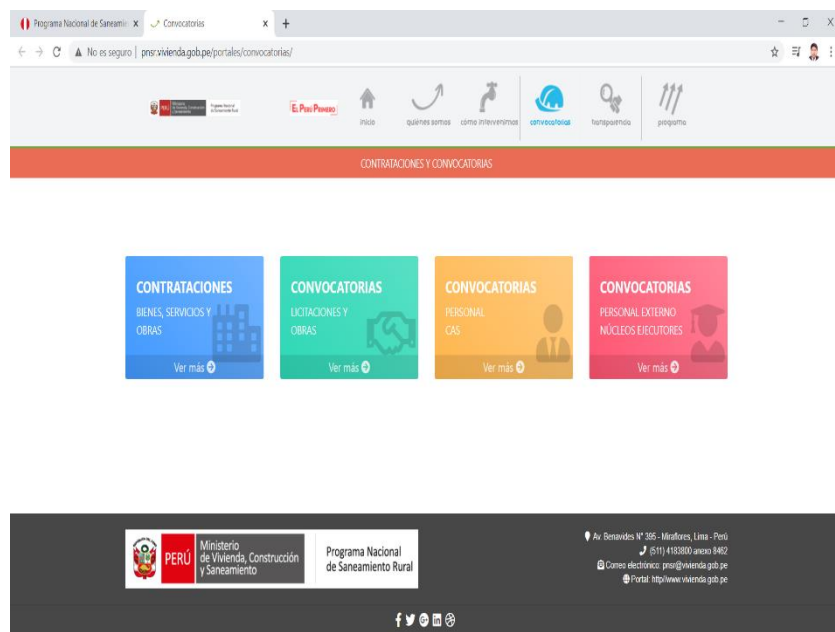 Programa Nacional de Saneamie
Convocatorias
No es seguro | pnsr.vivienda.gob.pe/portales/convocatorias/
PERÚ
EL PERÚ PRIMERO
inicio
quiénes somos
cómo intervenimos
convocatorias
transparencia
programa
CONTRATACIONES Y CONVOCATORIAS
CONTRATACIONES
BIENES, SERVICIOS Y
OBRAS
Ver más
CONVOCATORIAS
LICITACIONES Y
OBRAS
Ver más
CONVOCATORIAS
PERSONAL
CAS
Ver más
CONVOCATORIAS
PERSONAL EXTERNO
NÚCLEOS EJECUTORES
Ver más
PERÚ
Ministerio
de Vivienda, Construcción
y Saneamiento
Programa Nacional
de Saneamiento Rural
Av. Benavides N° 395 - Miraflores, Lima - Perú
(511) 4183800 anexo 8462
Correo electrónico: pnsr@vivienda.gob.pe
Portal: http//www.vivienda.gob.pe